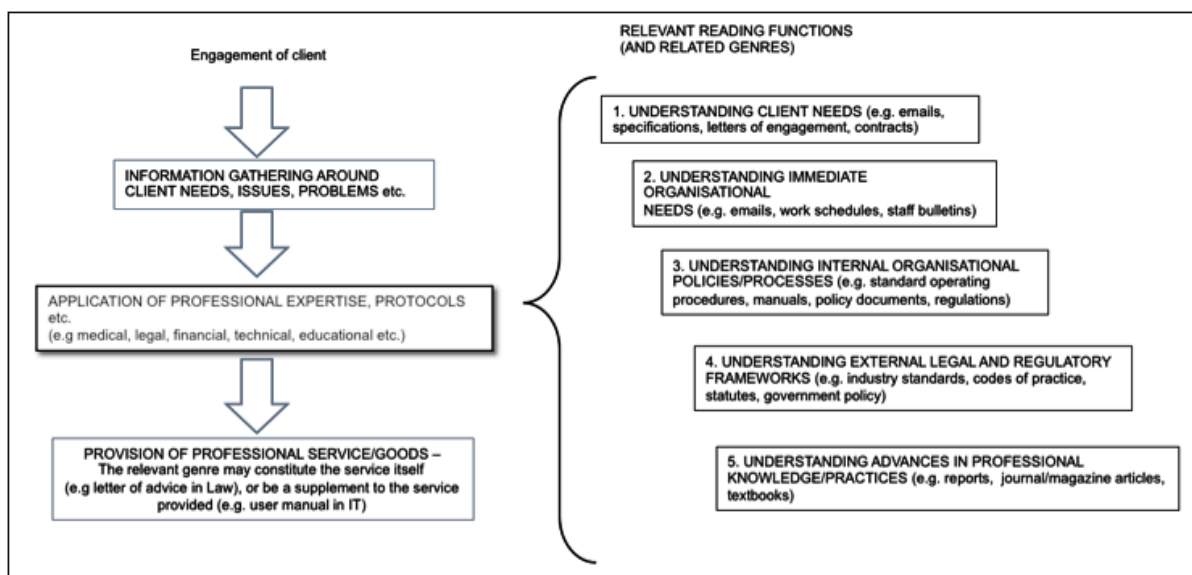 Engagement of client
INFORMATION GATHERING AROUND
CLIENT NEEDS, ISSUES, PROBLEMS etc.
APPLICATION OF PROFESSIONAL EXPERTISE, PROTOCOLS
etc.
(e.g medical, legal, financial, technical, educational etc.)
PROVISION OF PROFESSIONAL SERVICE/GOODS –
The relevant genre may constitute the service itself
(e.g letter of advice in Law), or be a supplement to the service
provided (e.g. user manual in IT)
RELEVANT READING FUNCTIONS
(AND RELATED GENRES)
1. UNDERSTANDING CLIENT NEEDS (e.g. emails,
specifications, letters of engagement, contracts)
2. UNDERSTANDING IMMEDIATE
ORGANISATIONAL
NEEDS (e.g. emails, work schedules, staff bulletins)
3. UNDERSTANDING INTERNAL ORGANISATIONAL
POLICIES/PROCESSES (e.g. standard operating
procedures, manuals, policy documents, regulations)
4. UNDERSTANDING EXTERNAL LEGAL AND REGULATORY
FRAMEWORKS (e.g. industry standards, codes of practice,
statutes, government policy)
5. UNDERSTANDING ADVANCES IN PROFESSIONAL
KNOWLEDGE/PRACTICES (e.g. reports, journal/magazine articles,
textbooks)